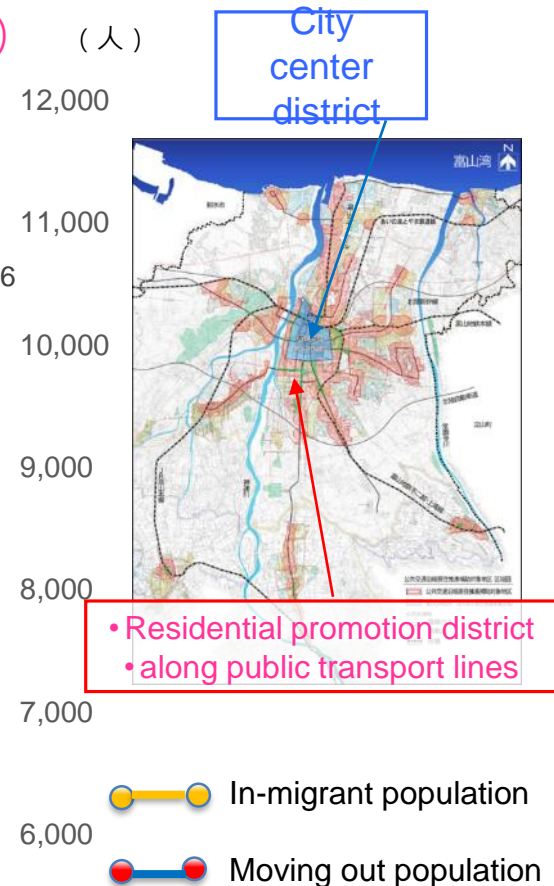 )
(人)
City
center
district
12,000
富山湾
N
11,000
6
10,000
9,000
8,000
• Residential promotion district
• along public transport lines
7,000
In-migrant population
6,000
Moving out population